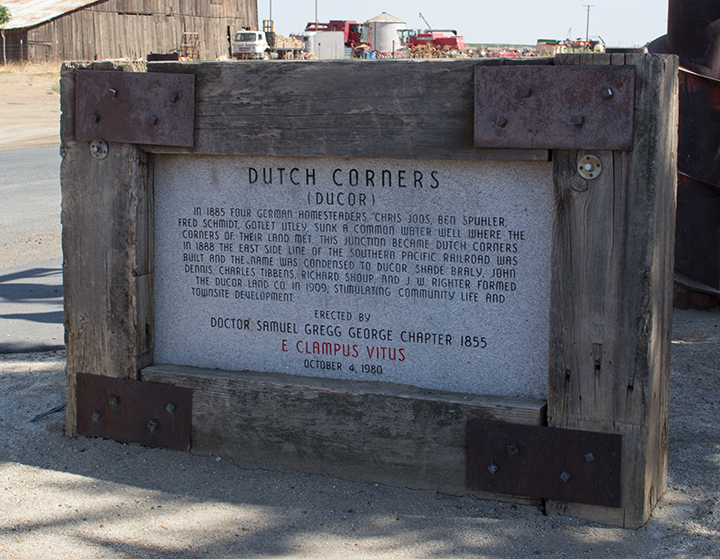 DUTCH CORNERS
(DUCOR)
IN 1885 FOUR GERMAN HOMESTEADERS, CHRIS JOOS, BEN SPUHLER,
FRED SCHMIDT, GOTLET UTLEY, SUNK A COMMON WATER WELL WHERE THE
CORNERS OF THEIR LAND MET. THIS JUNCTION BECAME DUTCH CORNERS
IN 1888 THE EAST SIDE LINE OF THE SOUTHERN PACIFIC RAILROAD WAS
BUILT AND THE NAME WAS CONDENSED TO DUCOR. SHADE BRALY, JOHN
DENNIS, CHARLES TIBBENS, RICHARD SHOUP, AND J. W. RIGHTER FORMED
THE DUCOR LAND CO. IN 1909, STIMULATING COMMUNITY LIFE AND
TOWNSITE DEVELOPMENT.
ERECTED BY
DOCTOR SAMUEL GREGG GEORGE CHAPTER 1855
E CLAMPUS VITUS
OCTOBER 4, 1980